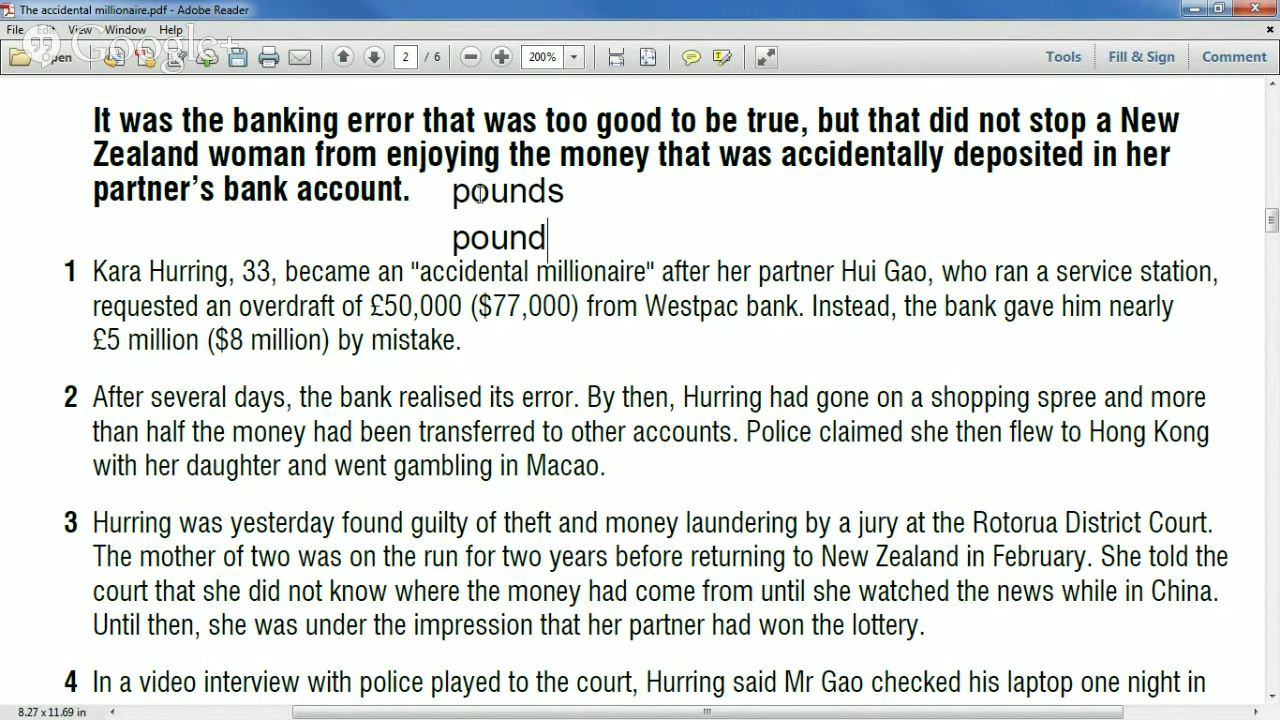 The accidental millionaire.pdf - Adobe Reader
File Edit View Window Help
Google+
Open 2 / 6 200% Tools Fill & Sign Comment
It was the banking error that was too good to be true, but that did not stop a New
Zealand woman from enjoying the money that was accidentally deposited in her
partner's bank account. pounds
pound
1 Kara Hurring, 33, became an "accidental millionaire" after her partner Hui Gao, who ran a service station,
requested an overdraft of £50,000 ($77,000) from Westpac bank. Instead, the bank gave him nearly
£5 million ($8 million) by mistake.
2 After several days, the bank realised its error. By then, Hurring had gone on a shopping spree and more
than half the money had been transferred to other accounts. Police claimed she then flew to Hong Kong
with her daughter and went gambling in Macao.
3 Hurring was yesterday found guilty of theft and money laundering by a jury at the Rotorua District Court.
The mother of two was on the run for two years before returning to New Zealand in February. She told the
court that she did not know where the money had come from until she watched the news while in China.
Until then, she was under the impression that her partner had won the lottery.
4 In a video interview with police played to the court, Hurring said Mr Gao checked his laptop one night in
8.27 x 11.69 in